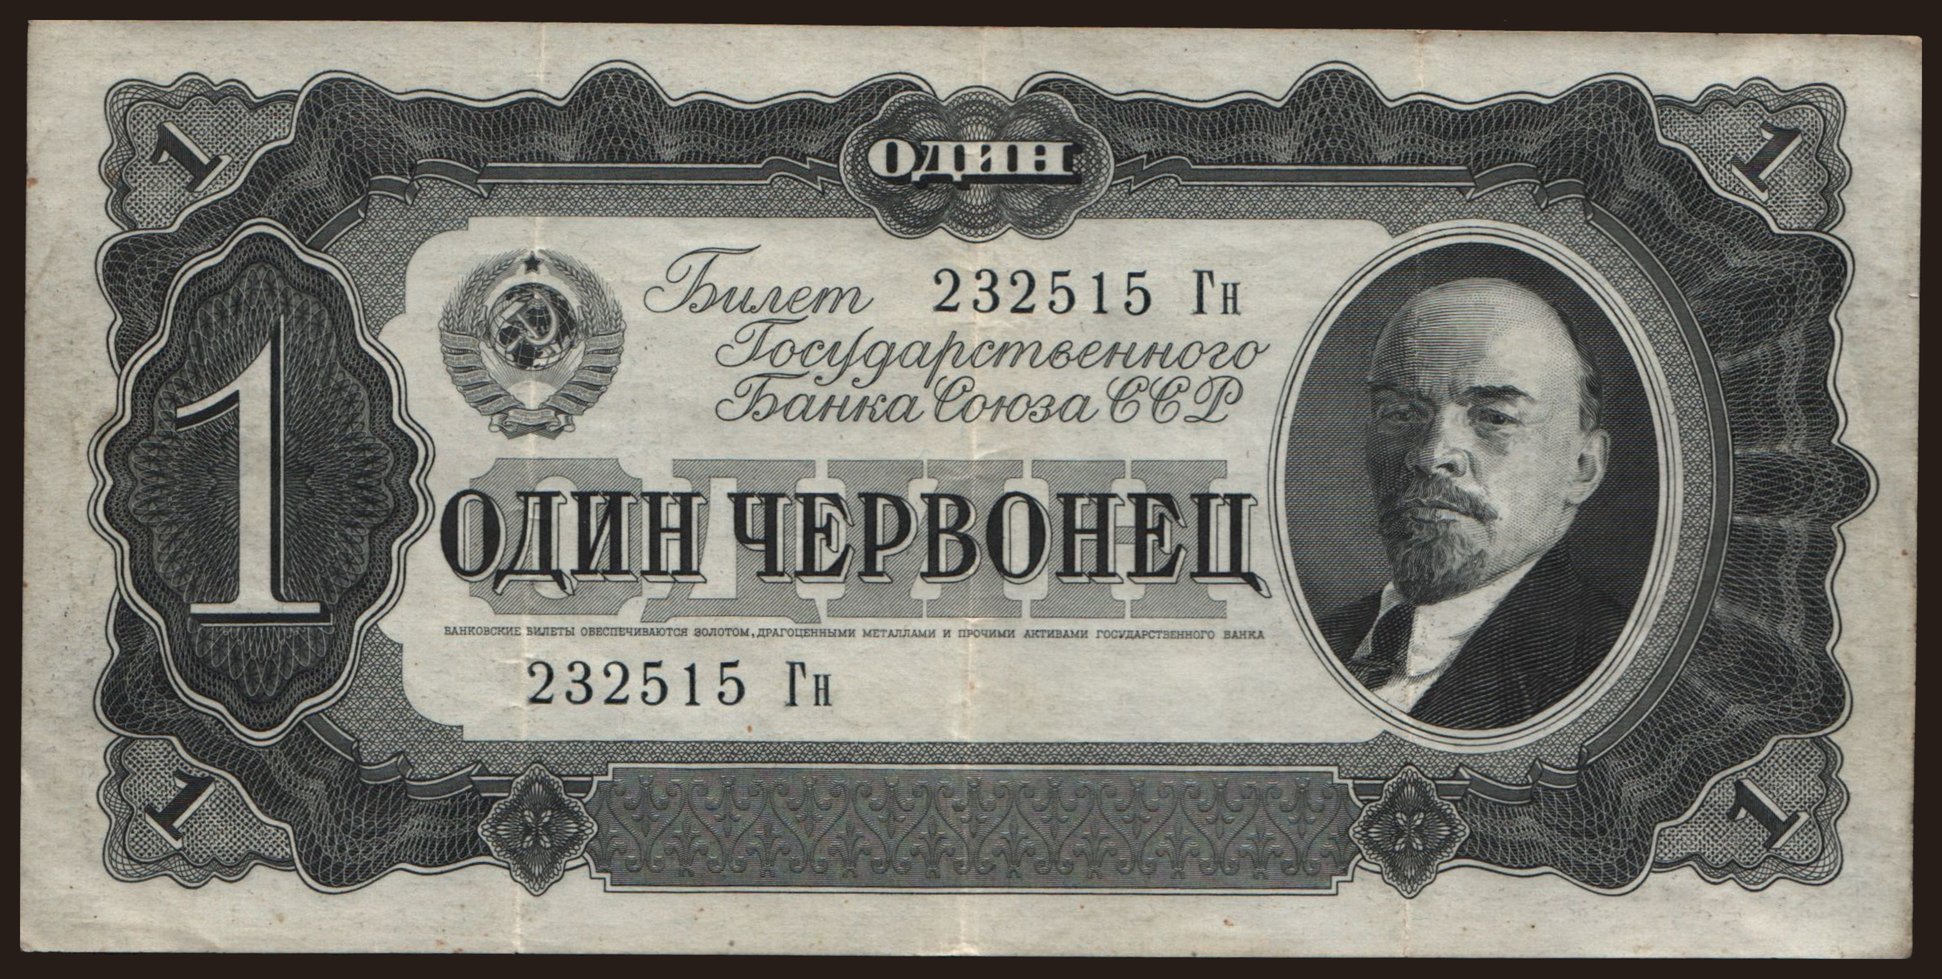 1
ОДИН
1
Билет 232515 Гн
Государственного
Банка Союза ССР
1
ОДИН
ОДИН ЧЕРВОНЕЦ
БАНКОВСКИЕ БИЛЕТЫ ОБЕСПЕЧИВАЮТСЯ ЗОЛОТОМ, ДРАГОЦЕННЫМИ МЕТАЛЛАМИ И ПРОЧИМИ АКТИВАМИ ГОСУДАРСТВЕННОГО БАНКА
232515 Гн
1
1